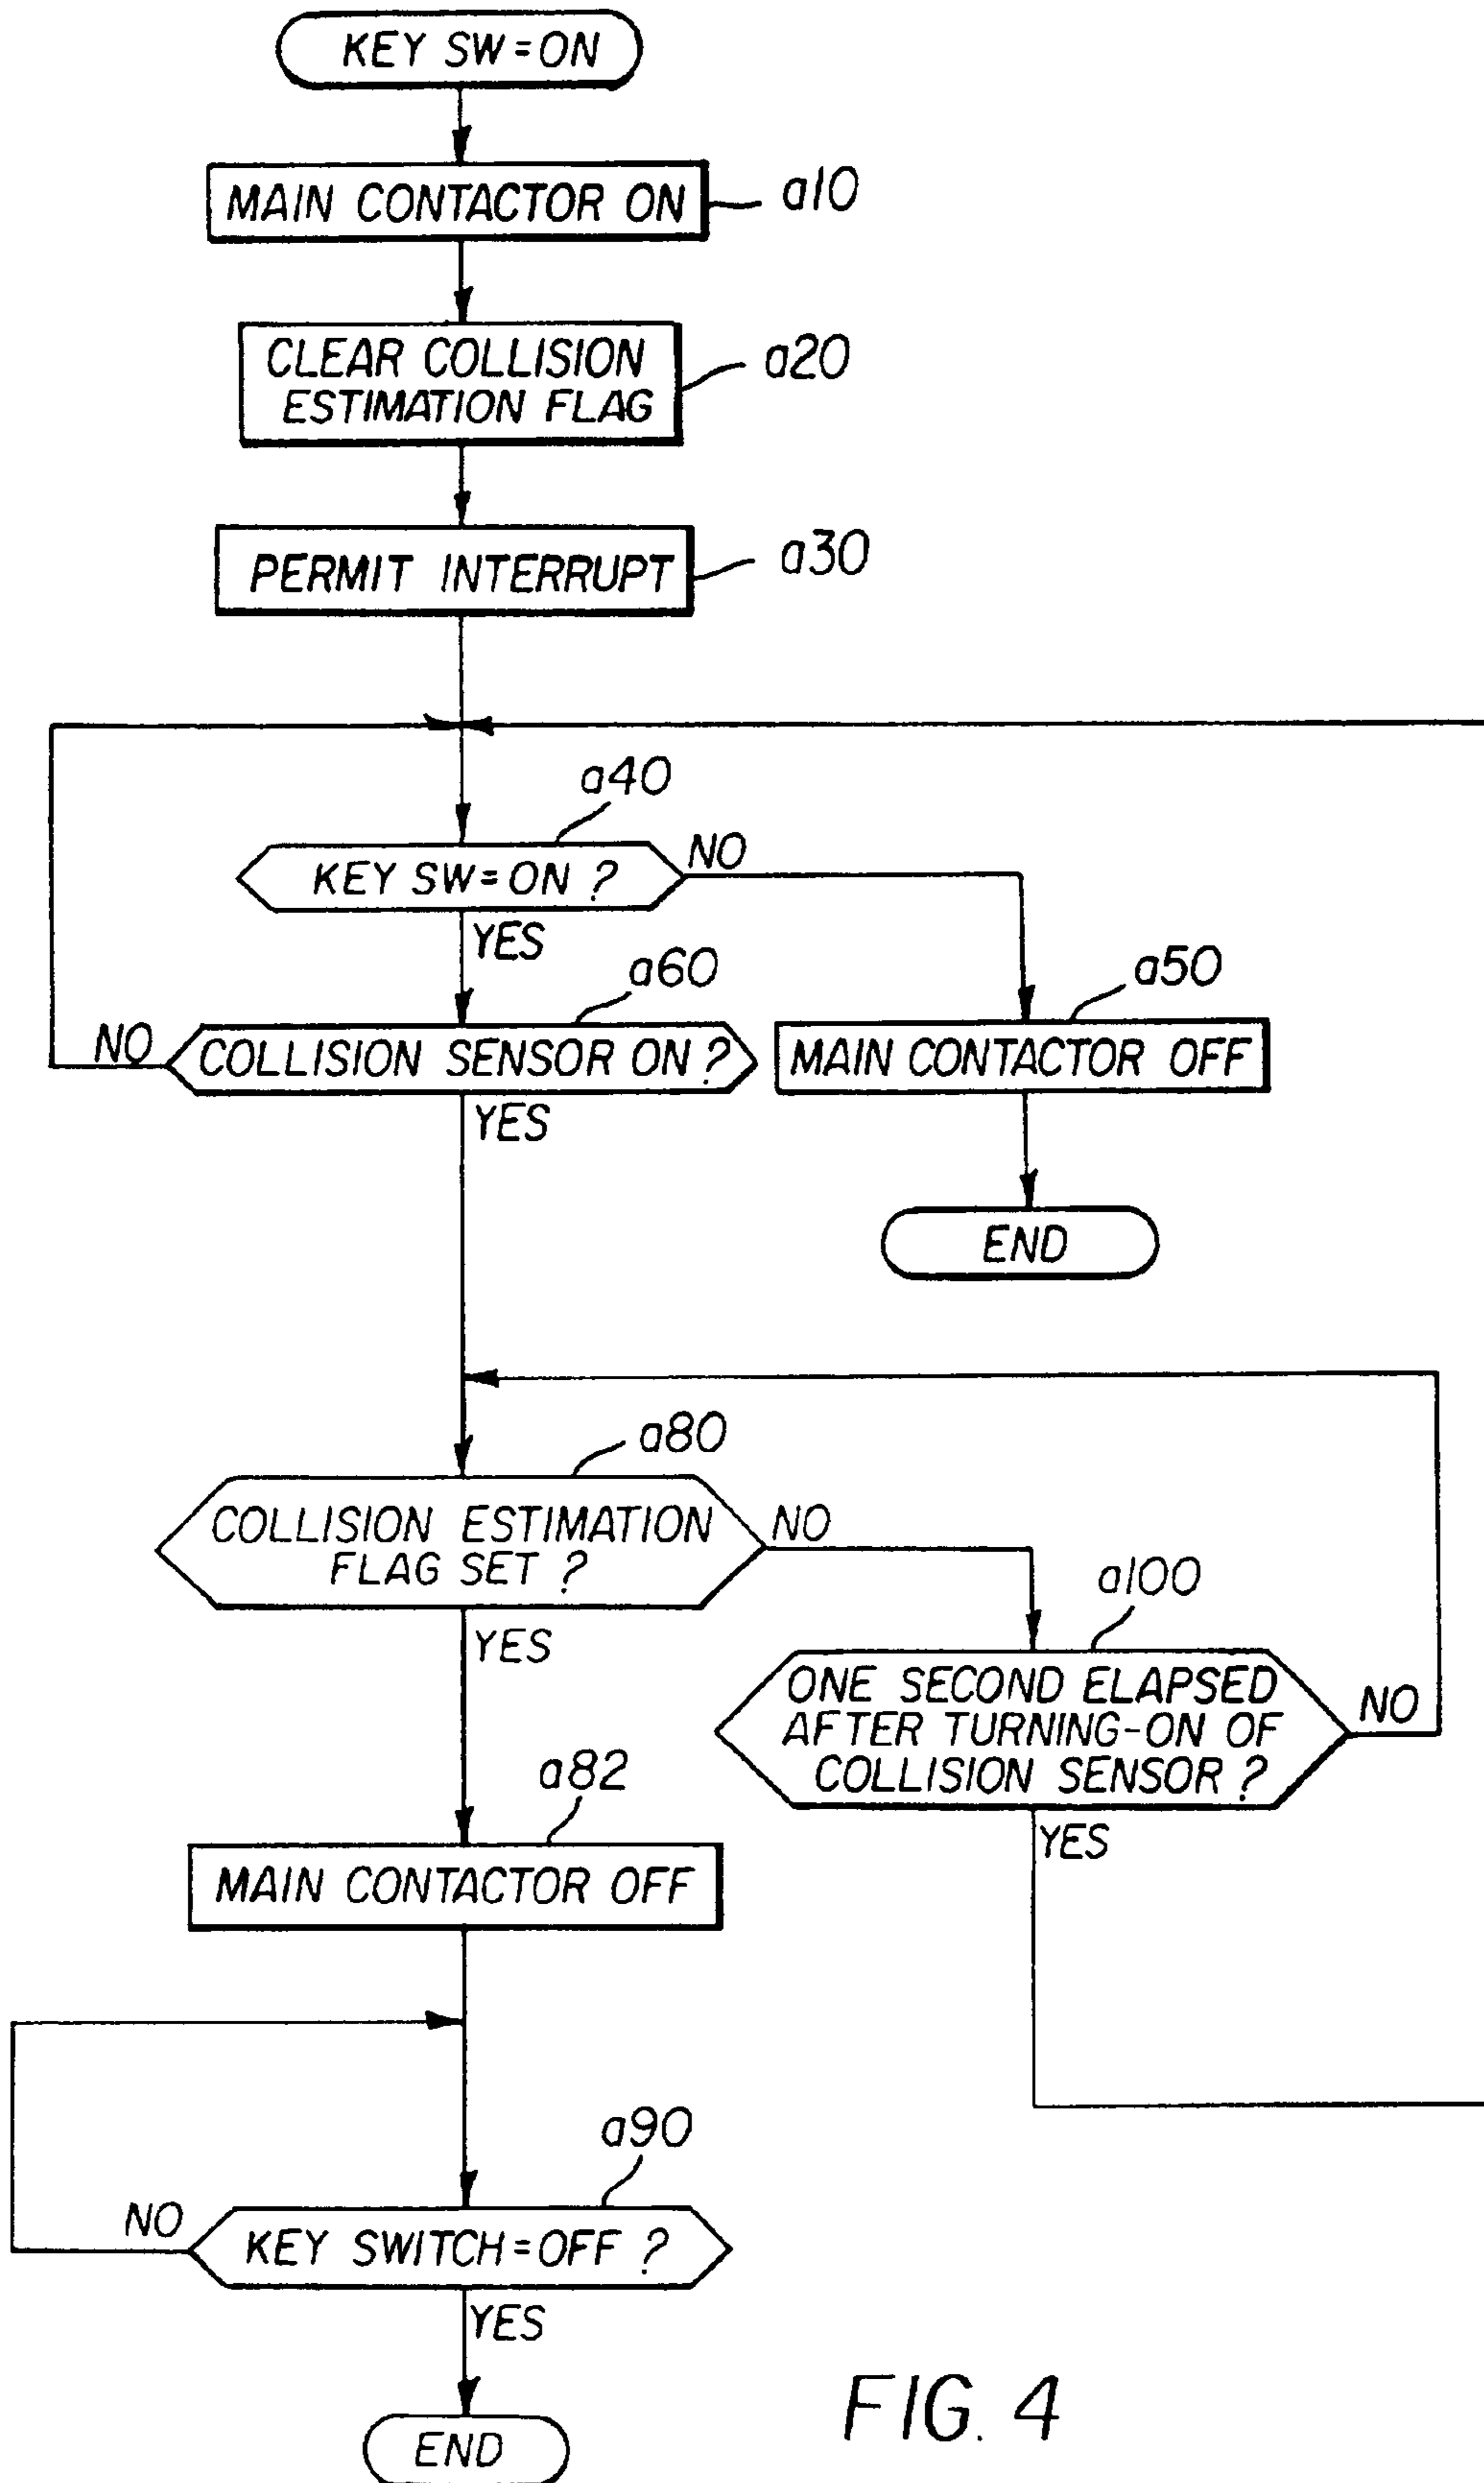 KEY SW=ON
MAIN CONTACTOR ON
a10
CLEAR COLLISION
ESTIMATION FLAG
a20
PERMIT INTERRUPT
a30
a40
KEY SW=ON ?
NO
YES
a60
COLLISION SENSOR ON ?
NO
YES
a50
MAIN CONTACTOR OFF
END
a80
COLLISION ESTIMATION
FLAG SET ?
NO
YES
a100
ONE SECOND ELAPSED
AFTER TURNING-ON OF
COLLISION SENSOR ?
NO
YES
a82
MAIN CONTACTOR OFF
a90
KEY SWITCH=OFF ?
NO
YES
END
FIG. 4